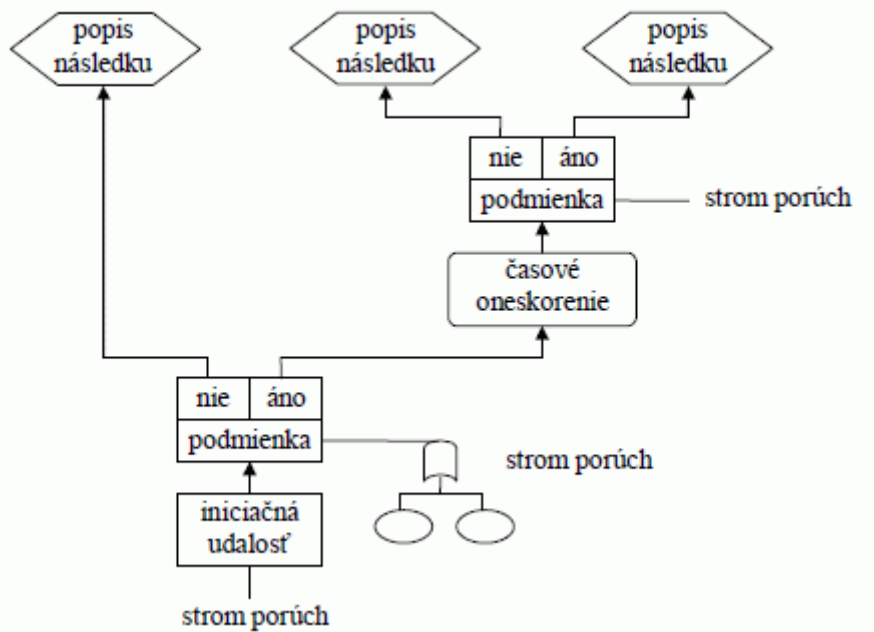 popis
následku
popis
následku
popis
následku
nie áno
podmienka
strom porúch
časové
oneskorenie
nie áno
podmienka
strom porúch
iniciačná
udalosť
strom porúch